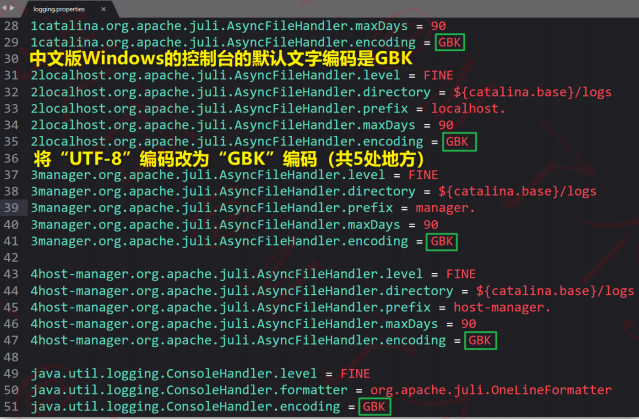 logging.properties
28 1catalina.org.apache.juli.AsyncFileHandler.maxDays = 90
29 1catalina.org.apache.juli.AsyncFileHandler.encoding = GBK
30 中文版Windows的控制台的默认文字编码是GBK
31 2localhost.org.apache.juli.AsyncFileHandler.level = FINE
32 2localhost.org.apache.juli.AsyncFileHandler.directory = ${catalina.base}/logs
33 2localhost.org.apache.juli.AsyncFileHandler.prefix = localhost.
34 2localhost.org.apache.juli.AsyncFileHandler.maxDays = 90
35 2localhost.org.apache.juli.AsyncFileHandler.encoding = GBK
36 将“UTF-8”编码改为“GBK”编码（共5处地方）
37 3manager.org.apache.juli.AsyncFileHandler.level = FINE
38 3manager.org.apache.juli.AsyncFileHandler.directory = ${catalina.base}/logs
39 3manager.org.apache.juli.AsyncFileHandler.prefix = manager.
40 3manager.org.apache.juli.AsyncFileHandler.maxDays = 90
41 3manager.org.apache.juli.AsyncFileHandler.encoding = GBK
42
43 4host-manager.org.apache.juli.AsyncFileHandler.level = FINE
44 4host-manager.org.apache.juli.AsyncFileHandler.directory = ${catalina.base}/logs
45 4host-manager.org.apache.juli.AsyncFileHandler.prefix = host-manager.
46 4host-manager.org.apache.juli.AsyncFileHandler.maxDays = 90
47 4host-manager.org.apache.juli.AsyncFileHandler.encoding = GBK
48
49 java.util.logging.ConsoleHandler.level = FINE
50 java.util.logging.ConsoleHandler.formatter = org.apache.juli.OneLineFormatter
51 java.util.logging.ConsoleHandler.encoding = GBK